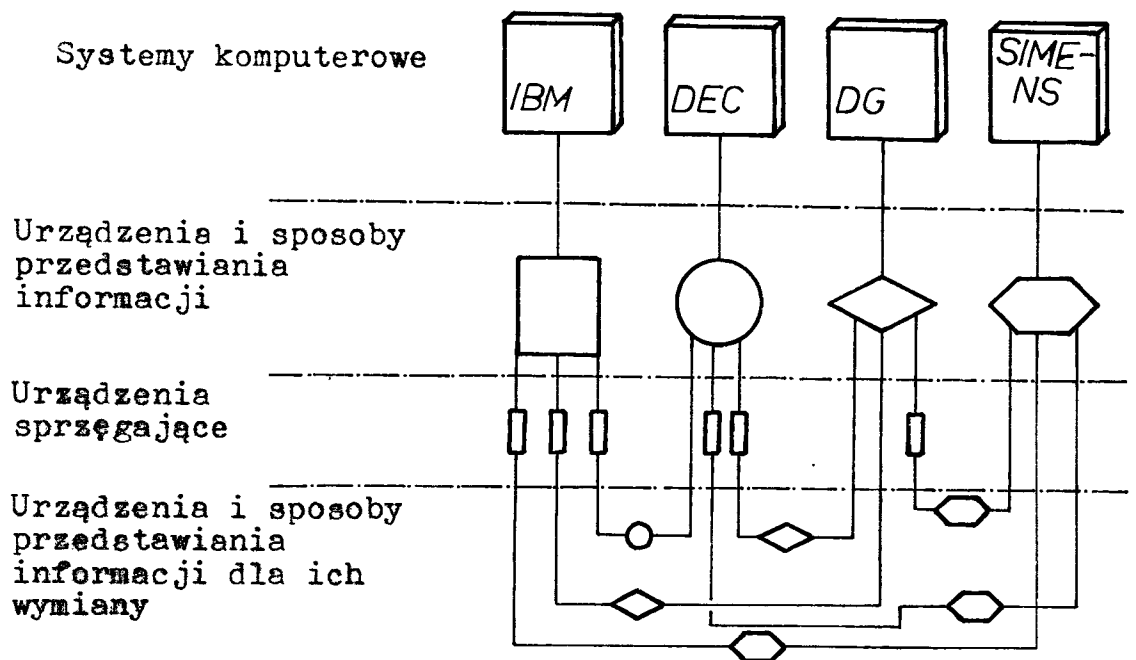 Systemy komputerowe
IBM
DEC
DG
SIME-
NS
Urządzenia i sposoby
przedstawiania
informacji
Urządzenia
sprzęgające
Urządzenia i sposoby
przedstawiania
informacji dla ich
wymiany